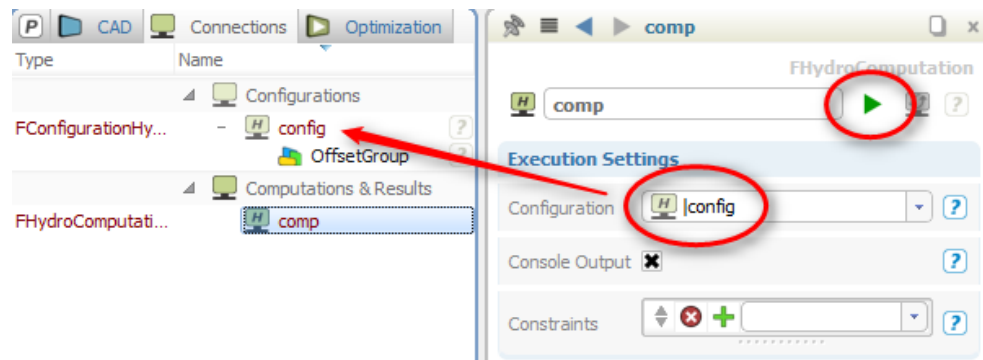 P CAD Connections Optimization
Type Name
Configurations
FConfigurationHy... config ?
OffsetGroup ?
Computations & Results
FHydroComputati... comp
comp
FHydroComputation
H comp ?
Execution Settings
Configuration H config ?
Console Output ?
Constraints ?